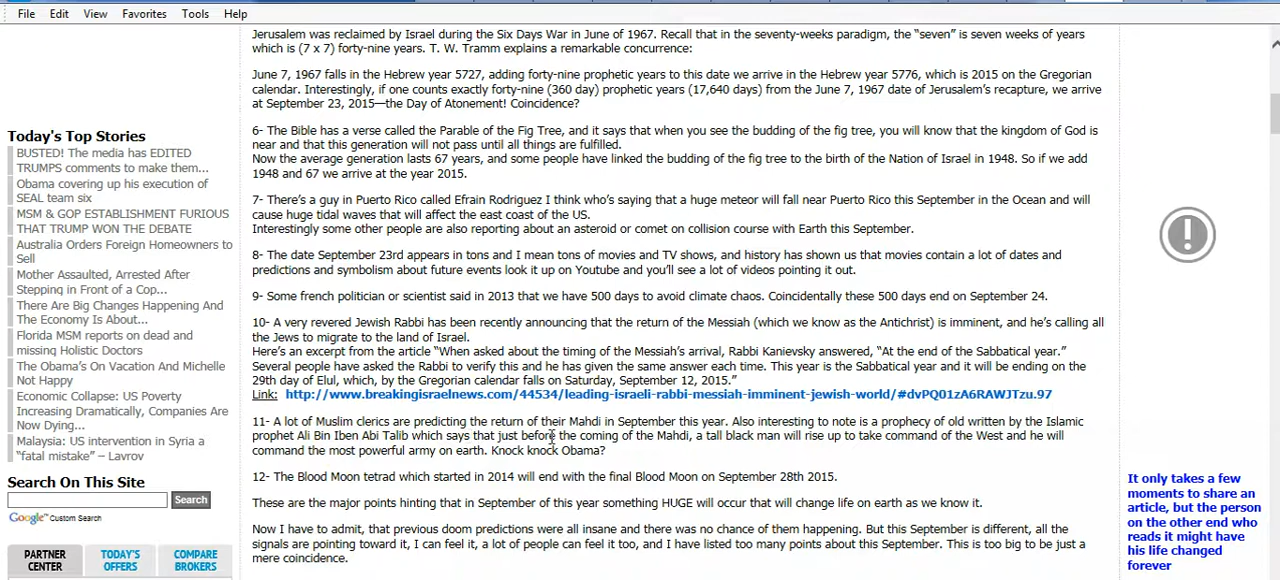 File Edit View Favorites Tools Help
Jerusalem was reclaimed by Israel during the Six Days War in June of 1967. Recall that in the seventy-weeks paradigm, the “seven” is seven weeks of years
which is (7 x 7) forty-nine years. T. W. Tramm explains a remarkable concurrence:
June 7, 1967 falls in the Hebrew year 5727, adding forty-nine prophetic years to this date we arrive in the Hebrew year 5776, which is 2015 on the Gregorian
calendar. Interestingly, if one counts exactly forty-nine (360 day) prophetic years (17,640 days) from the June 7, 1967 date of Jerusalem's recapture, we arrive
at September 23, 2015—the Day of Atonement! Coincidence?
6- The Bible has a verse called the Parable of the Fig Tree, and it says that when you see the budding of the fig tree, you will know that the kingdom of God is
near and that this generation will not pass until all things are fulfilled.
Now the average generation lasts 67 years, and some people have linked the budding of the fig tree to the birth of the Nation of Israel in 1948. So if we add
1948 and 67 we arrive at the year 2015.
7- There's a guy in Puerto Rico called Efrain Rodriguez I think who's saying that a huge meteor will fall near Puerto Rico this September in the Ocean and will
cause huge tidal waves that will affect the east coast of the US.
Interestingly some other people are also reporting about an asteroid or comet on collision course with Earth this September.
8- The date September 23rd appears in tons and I mean tons of movies and TV shows, and history has shown us that movies contain a lot of dates and
predictions and symbolism about future events look it up on Youtube and you'll see a lot of videos pointing it out.
9- Some french politician or scientist said in 2013 that we have 500 days to avoid climate chaos. Coincidentally these 500 days end on September 24.
10- A very revered Jewish Rabbi has been recently announcing that the return of the Messiah (which we know as the Antichrist) is imminent, and he's calling all
the Jews to migrate to the land of Israel.
Here's an excerpt from the article “When asked about the timing of the Messiah's arrival, Rabbi Kanievsky answered, “At the end of the Sabbatical year.”
Several people have asked the Rabbi to verify this and he has given the same answer each time. This year is the Sabbatical year and it will be ending on the
29th day of Elul, which, by the Gregorian calendar falls on Saturday, September 12, 2015.”
Link: http://www.breakingisraelnews.com/44534/leading-israeli-rabbi-messiah-imminent-jewish-world/#dvPQ01zA6RAWJTzu.97
11- A lot of Muslim clerics are predicting the return of their Mahdi in September this year. Also interesting to note is a prophecy of old written by the Islamic
prophet Ali Bin Iben Abi Talib which says that just before the coming of the Mahdi, a tall black man will rise up to take command of the West and he will
command the most powerful army on earth. Knock knock Obama?
12- The Blood Moon tetrad which started in 2014 will end with the final Blood Moon on September 28th 2015.
These are the major points hinting that in September of this year something HUGE will occur that will change life on earth as we know it.
Now I have to admit, that previous doom predictions were all insane and there was no chance of them happening. But this September is different, all the
signals are pointing toward it, I can feel it, a lot of people can feel it too, and I have listed too many points about this September. This is too big to be just a
mere coincidence.
Today's Top Stories
BUSTED! The media has EDITED
TRUMPS comments to make them...
Obama covering up his execution of
SEAL team six
MSM & GOP ESTABLISHMENT FURIOUS
THAT TRUMP WON THE DEBATE
Australia Orders Foreign Homeowners to
Sell
Mother Assaulted, Arrested After
Stepping in Front of a Cop...
There Are Big Changes Happening And
The Economy Is About...
Florida MSM reports on dead and
missing Holistic Doctors
The Obama's On Vacation And Michelle
Not Happy
Economic Collapse: US Poverty
Increasing Dramatically, Companies Are
Now Dying...
Malaysia: US intervention in Syria a
“fatal mistake” – Lavrov
Search On This Site
Search
Google™ Custom Search
PARTNER
CENTER
TODAY'S
OFFERS
COMPARE
BROKERS
It only takes a few
moments to share an
article, but the person
on the other end who
reads it might have
his life changed
forever